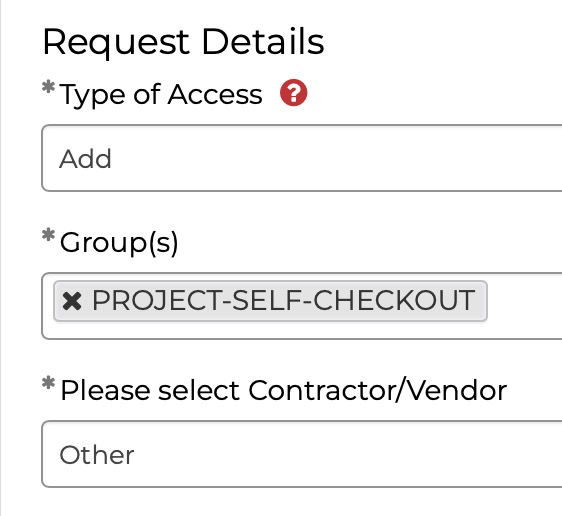 Request Details
*Type of Access ?
Add
*Group(s)
✖ PROJECT-SELF-CHECKOUT
*Please select Contractor/Vendor
Other